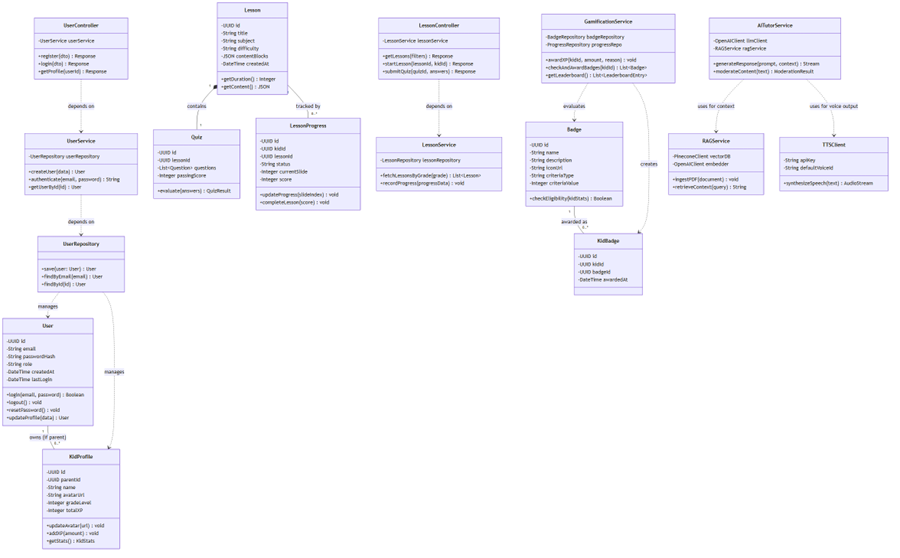 UserController
-UserService userService
+register(dto) : Response
+login(dto) : Response
+getProfile(userId) : Response
depends on
UserService
-UserRepository userRepository
+createUser(data) : User
+authenticate(email, password) : String
+getUserById(id) : User
depends on
UserRepository
+save(user: User) : User
+findByEmail(email) : User
+findById(id) : User
manages
manages
User
-UUID id
-String email
-String passwordHash
-String role
-DateTime createdAt
-DateTime lastLogin
+login(email, password) : Boolean
+logout() : void
+resetPassword() : void
+updateProfile(data) : User
1
owns (if parent)
0..*
KidProfile
-UUID id
-UUID parentId
-String name
-String avatarUrl
-Integer gradeLevel
-Integer totalXP
+updateAvatar(url) : void
+addXP(amount) : void
+getStats() : KidStats
Lesson
-UUID id
-String title
-String subject
-String difficulty
-JSON contentBlocks
-DateTime createdAt
+getDuration() : Integer
+getContent() : JSON
1
contains
*
1
tracked by
0..*
Quiz
-UUID id
-UUID lessonId
-List<Question> questions
-Integer passingScore
+evaluate(answers) : QuizResult
LessonProgress
-UUID id
-UUID kidId
-UUID lessonId
-String status
-Integer currentSlide
-Integer score
+updateProgress(slideIndex) : void
+completeLesson(score) : void
LessonController
-LessonService lessonService
+getLessons(filters) : Response
+startLesson(lessonId, kidId) : Response
+submitQuiz(quizId, answers) : Response
depends on
LessonService
-LessonRepository lessonRepository
+fetchLessonsByGrade(grade) : List<Lesson>
+recordProgress(progressData) : void
GamificationService
-BadgeRepository badgeRepository
-ProgressRepository progressRepo
+awardXP(kidId, amount, reason) : void
+checkAndAwardBadges(kidId) : List<Badge>
+getLeaderboard() : List<LeaderboardEntry>
evaluates
creates
Badge
-UUID id
-String name
-String description
-String iconUrl
-String criteriaType
-Integer criteriaValue
+checkEligibility(kidStats) : Boolean
1
awarded as
0..*
KidBadge
-UUID id
-UUID kidId
-UUID badgeId
-DateTime awardedAt
AITutorService
-OpenAIClient llmClient
-RAGService ragService
+generateResponse(prompt, context) : Stream
+moderateContent(text) : ModerationResult
uses for context
uses for voice output
RAGService
-PineconeClient vectorDB
-OpenAIClient embedder
+ingestPDF(document) : void
+retrieveContext(query) : String
TTSClient
-String apiKey
-String defaultVoiceId
+synthesizeSpeech(text) : AudioStream